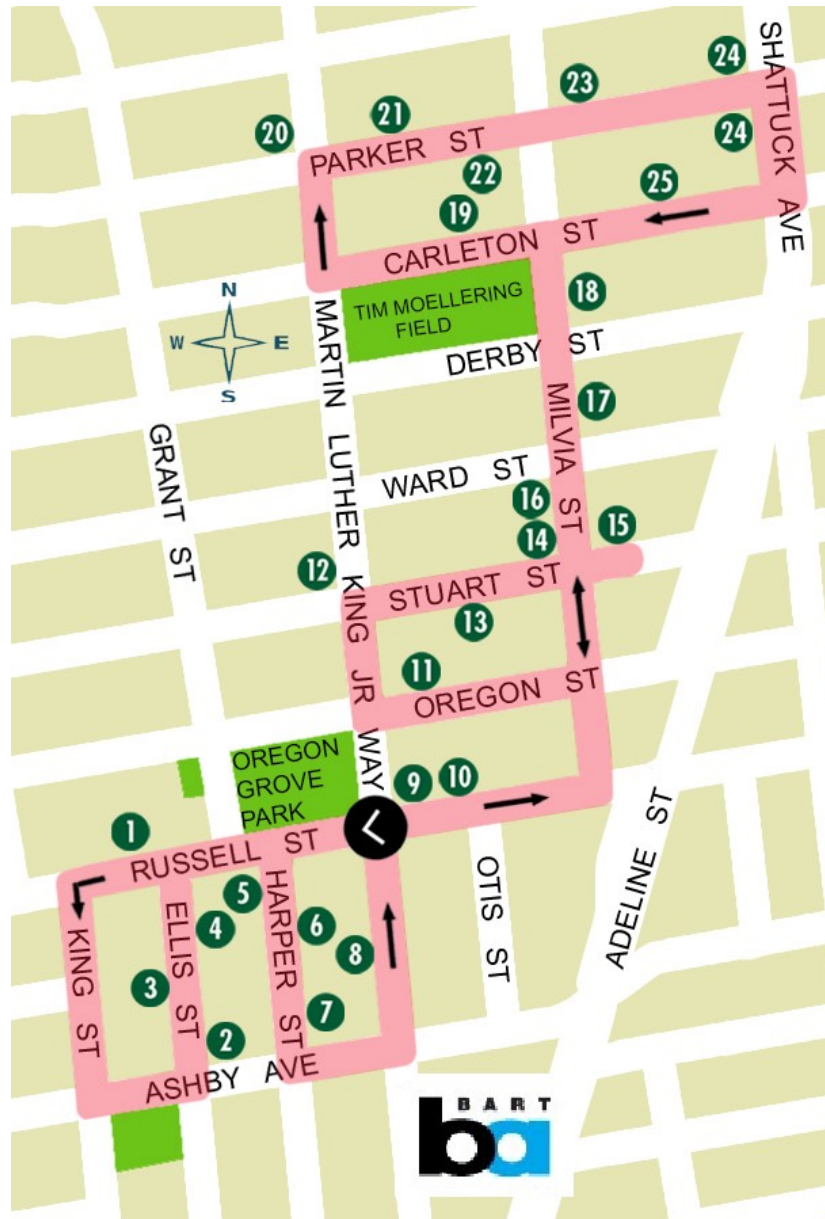 SHATTUCK AVE
24
23
21
20
PARKER ST
24
22
25
19
CARLETON ST
N
W E
S
TIM MOELLERING
FIELD
18
DERBY ST
MARTIN LUTHER KING JR WAY
MILVIA ST
17
GRANT ST
WARD ST
16
15
14
12
STUART ST
13
11
OREGON ST
OREGON
GROVE
PARK
9
10
1
RUSSELL ST
OTIS ST
ADELINE ST
5
HARPER ST
6
4
ELLIS ST
8
KING ST
3
7
2
ASHBY AVE
BART
ba